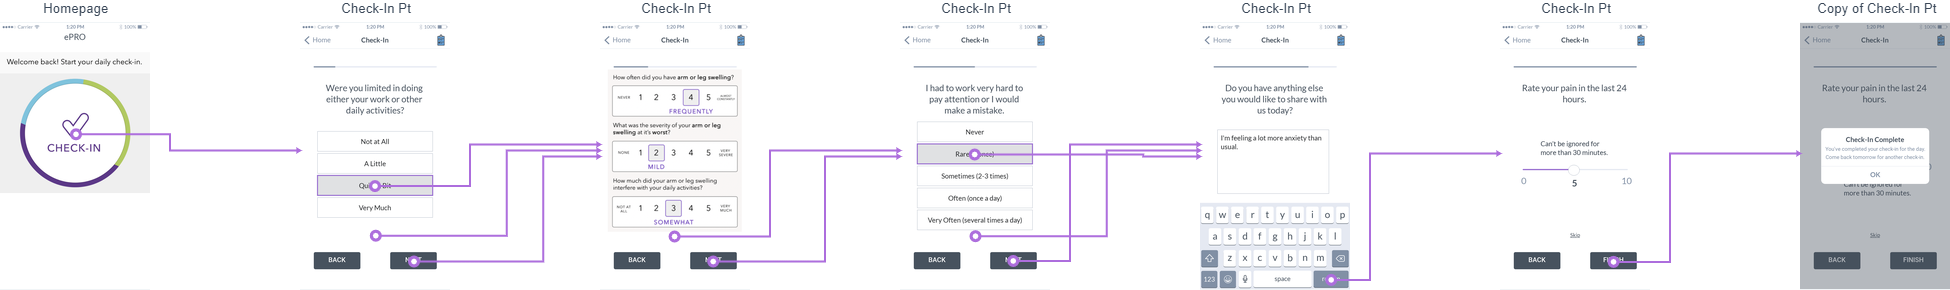 Homepage
Carrier
1:20 PM
100%
ePRO
Welcome back! Start your daily check-in.
CHECK-IN
Check-In Pt
Carrier
1:20 PM
100%
Home
Check-In
Were you limited in doing
either your work or other
daily activities?
Not at All
A Little
Very Much
BACK
Check-In Pt
Carrier
1:20 PM
100%
Home
Check-In
How often did you have arm or leg swelling?
NEVER 1 2 3 4 5 ALMOST CONSTANTLY
FREQUENTLY
What was the severity of your arm or leg
swelling at it's worst?
NONE 1 2 3 4 5 VERY SEVERE
MILD
How much did your arm or leg swelling
interfere with your daily activities?
NOT AT ALL 1 2 3 4 5 VERY MUCH
SOMEWHAT
BACK
Check-In Pt
Carrier
1:20 PM
100%
Home
Check-In
I had to work very hard to
pay attention or I would
make a mistake.
Never
Sometimes (2-3 times)
Often (once a day)
Very Often (several times a day)
BACK
Check-In Pt
Carrier
1:20 PM
100%
Home
Check-In
Do you have anything else
you would like to share with
us today?
I'm feeling a lot more anxiety than
usual.
q w e r t y u i o p
a s d f g h j k l
z x c v b n m
123 space
Check-In Pt
Carrier
1:20 PM
100%
Home
Check-In
Rate your pain in the last 24
hours.
Can't be ignored for
more than 30 minutes.
0 5 10
Skip
BACK
Copy of Check-In Pt
Carrier
1:20 PM
100%
Home
Check-In
Rate your pain in the last 24
hours.
Check-In Complete
You've completed your check-in for the day
Come back tomorrow for another check-in.
OK
Can't be ignored for
more than 30 minutes.
Skip
BACK FINISH